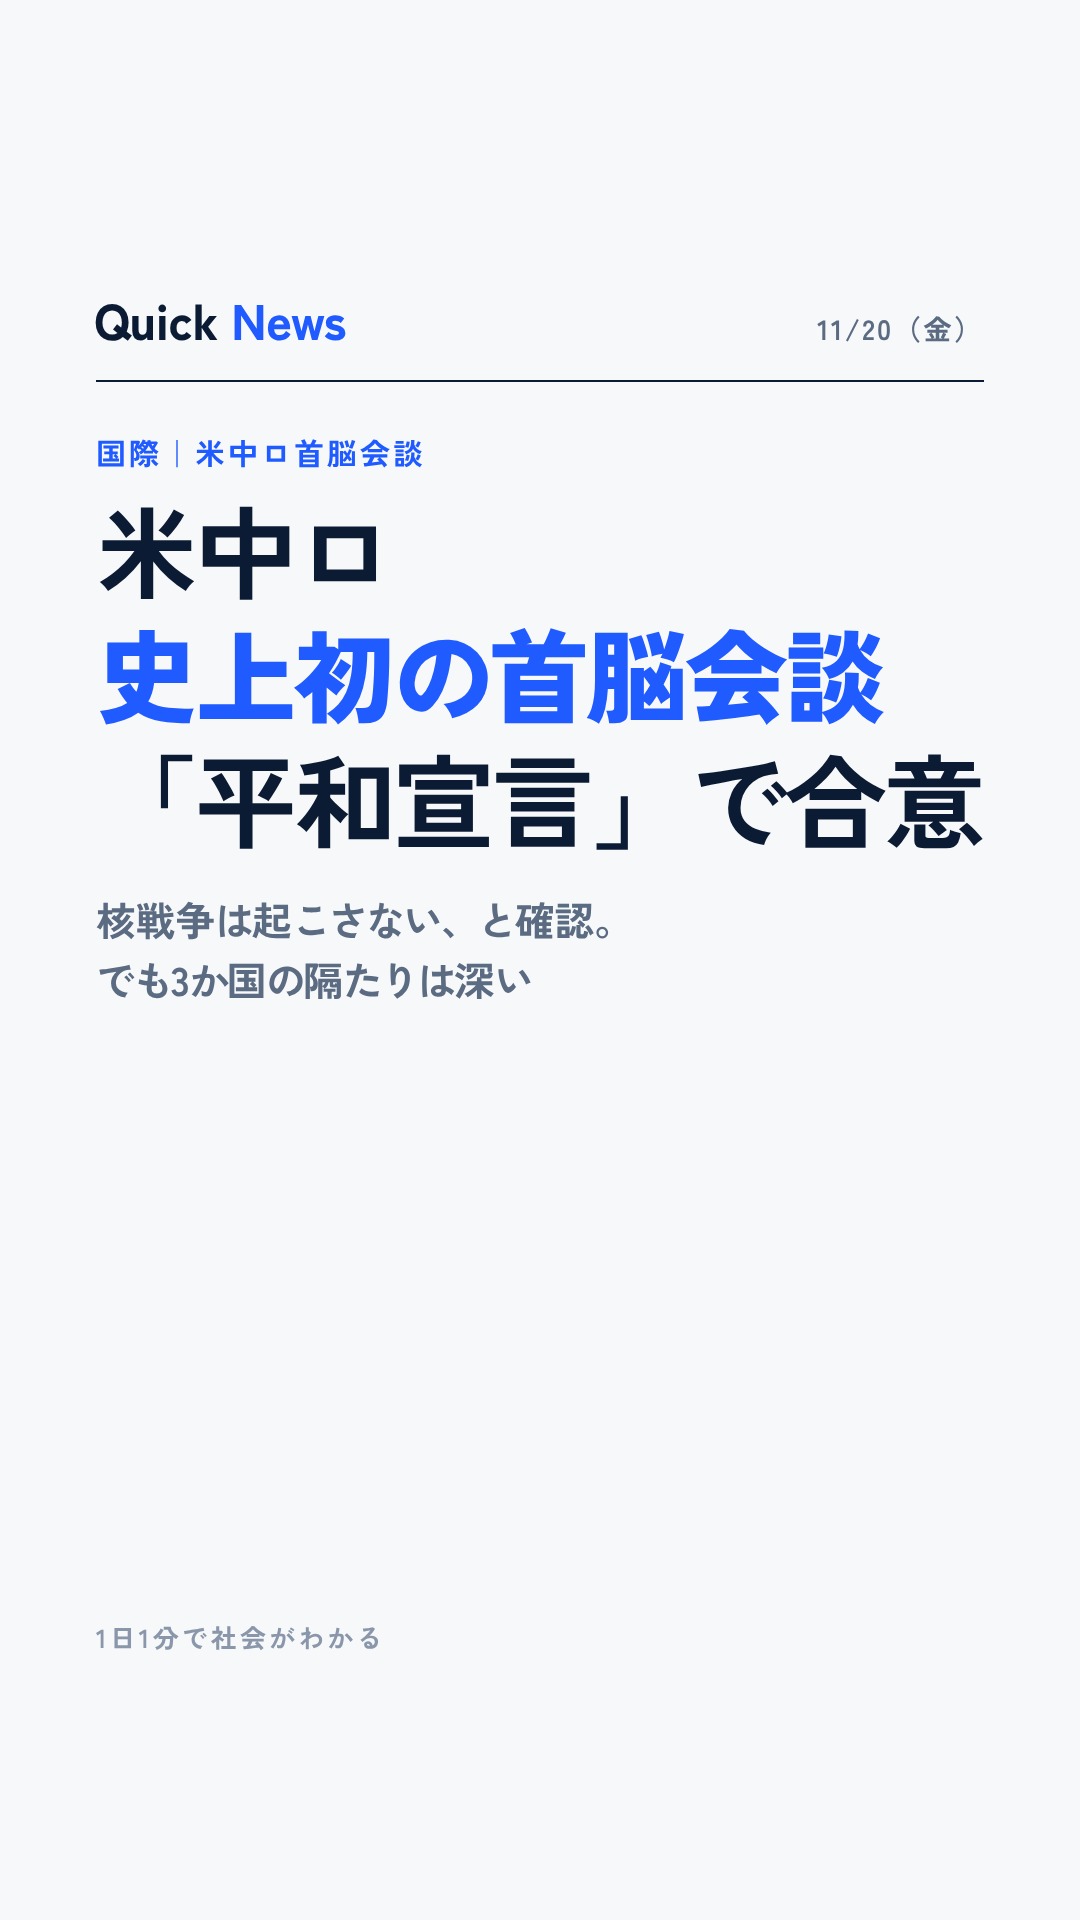 Quick News
11/20（金）
国際｜米中ロ首脳会談
米中ロ
史上初の首脳会談
「平和宣言」で合意
核戦争は起こさない、と確認。
でも3か国の隔たりは深い
1日1分で社会がわかる